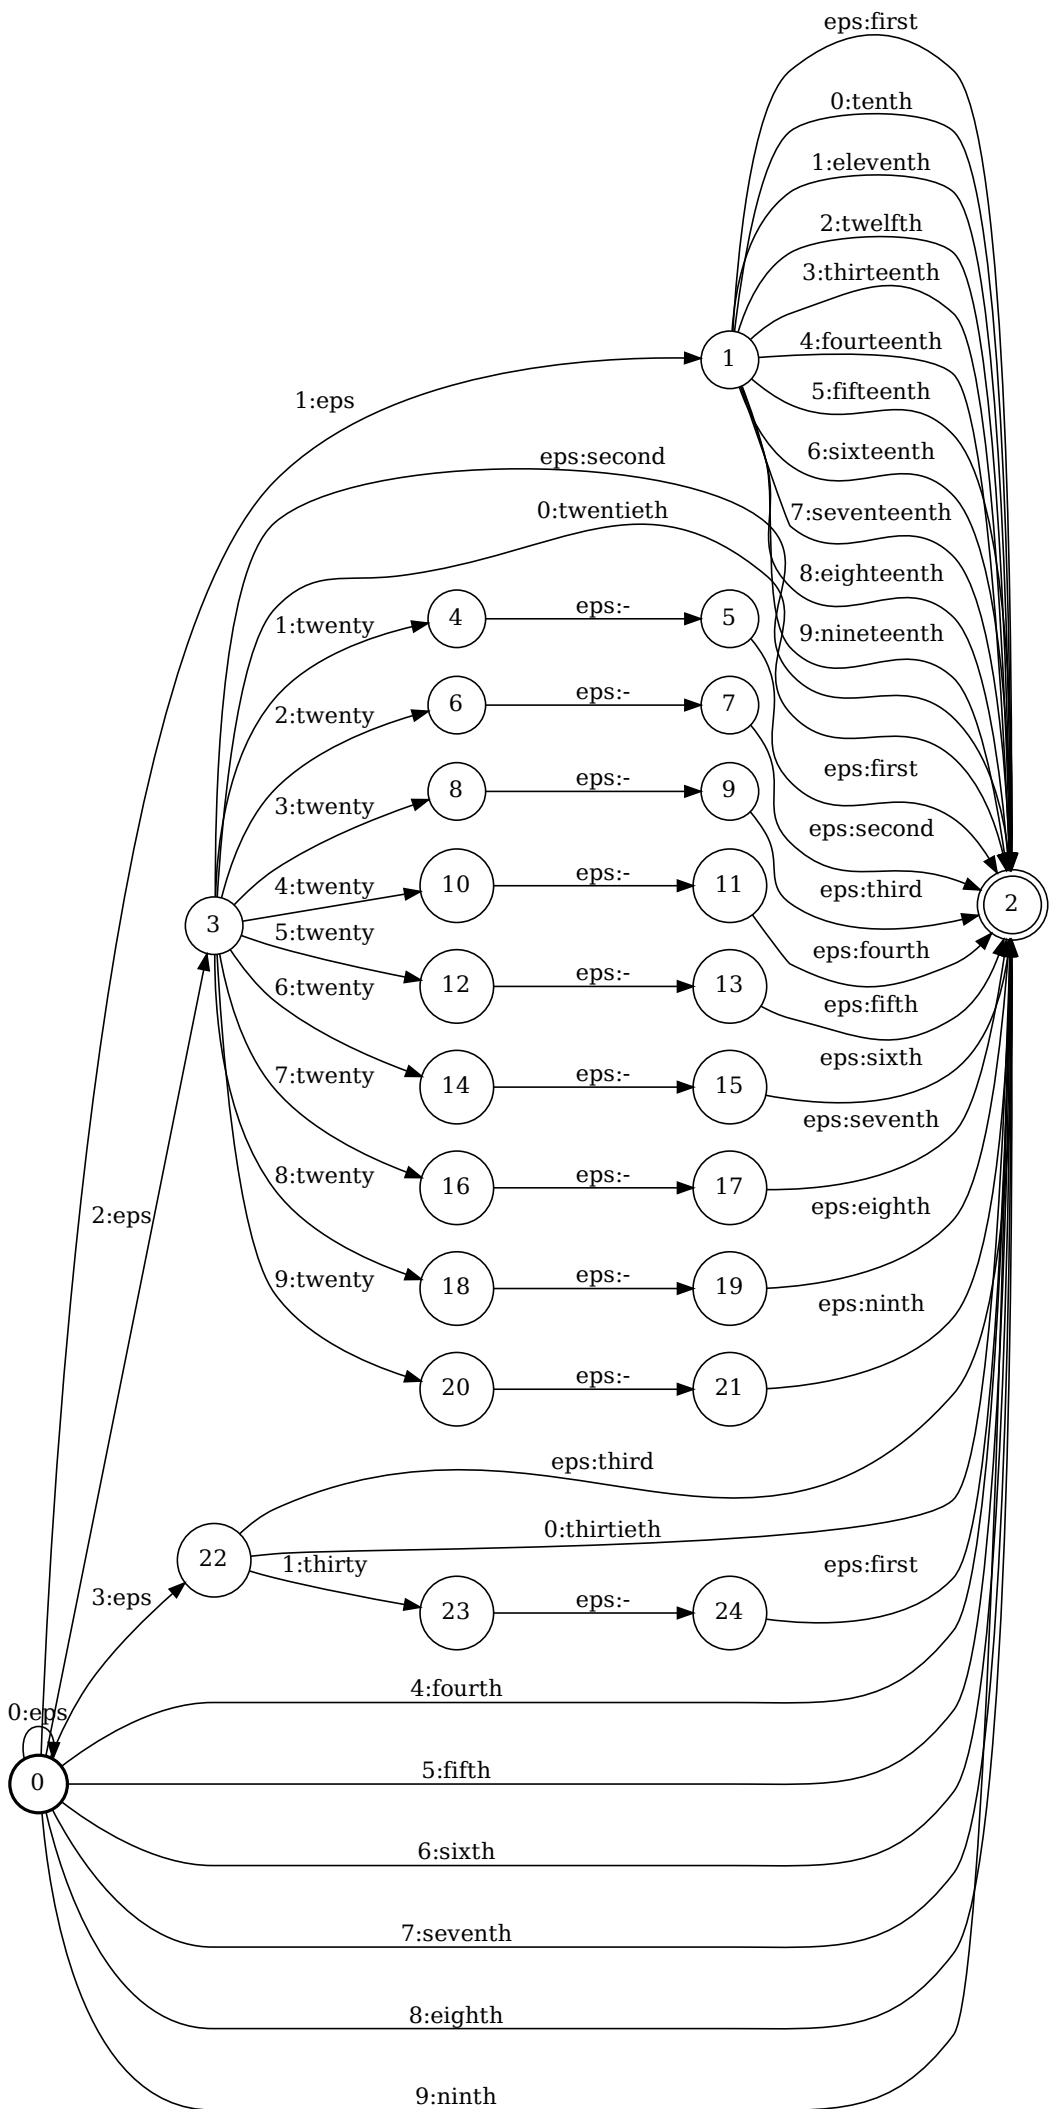 eps:first
0:tenth
1:eleventh
2:twelfth
3:thirteenth
4:fourteenth
1
5:fifteenth
1:eps
6:sixteenth
eps:second
0:twentieth
7:seventeenth
8:eighteenth
eps:-
4
5
1:twenty
9:nineteenth
eps:-
6
7
2:twenty
eps:first
eps:-
8
9
3:twenty
eps:second
eps:-
4:twenty
10
11
eps:third
2
3
5:twenty
eps:fourth
eps:-
12
13
6:twenty
eps:fifth
eps:sixth
eps:-
7:twenty
14
15
eps:seventh
eps:-
8:twenty
16
17
eps:eighth
2:eps
eps:-
9:twenty
18
19
eps:ninth
eps:-
20
21
eps:third
0:thirtieth
22
1:thirty
eps:first
3:eps
eps:-
23
24
4:fourth
0:eps
5:fifth
0
6:sixth
7:seventh
8:eighth
9:ninth